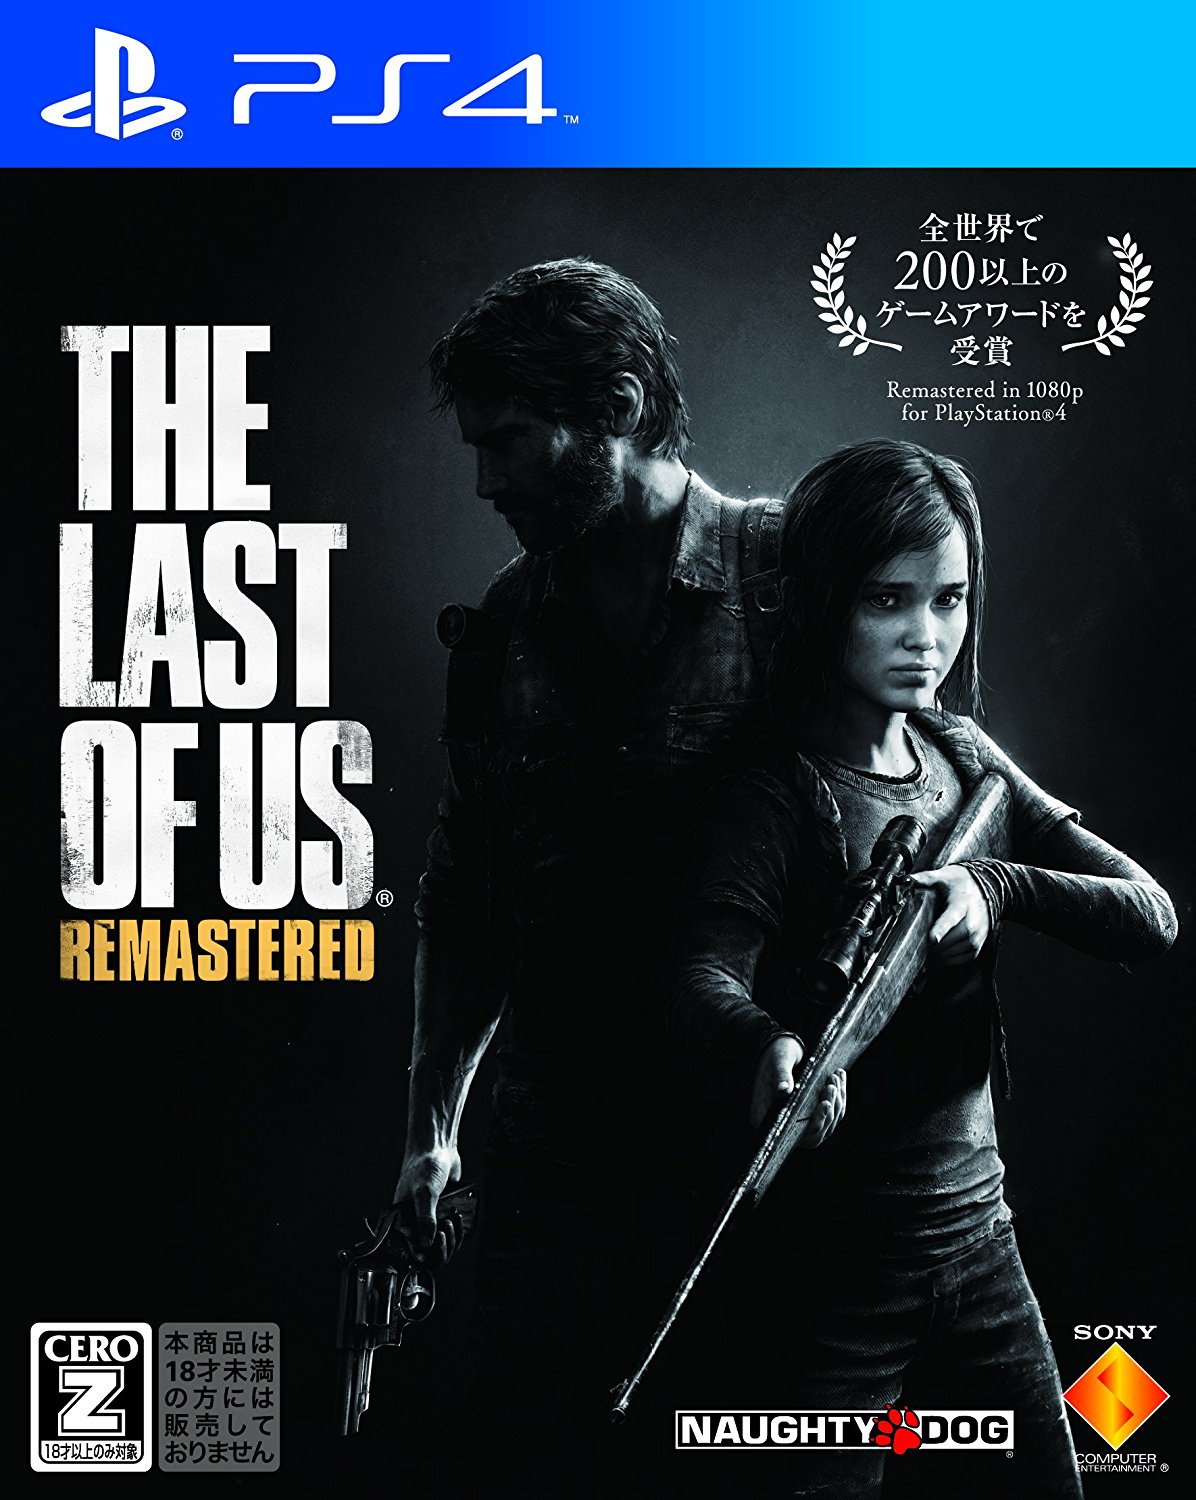 PS4™
全世界で
200以上の
ゲームアワードを
受賞
Remastered in 1080p
for PlayStation®4
THE
LAST
OF US®
REMASTERED
CERO
Z
18才以上のみ対象
本商品は
18才未満
の方には
販売して
おりません
NAUGHTY DOG®
SONY
COMPUTER
ENTERTAINMENT®